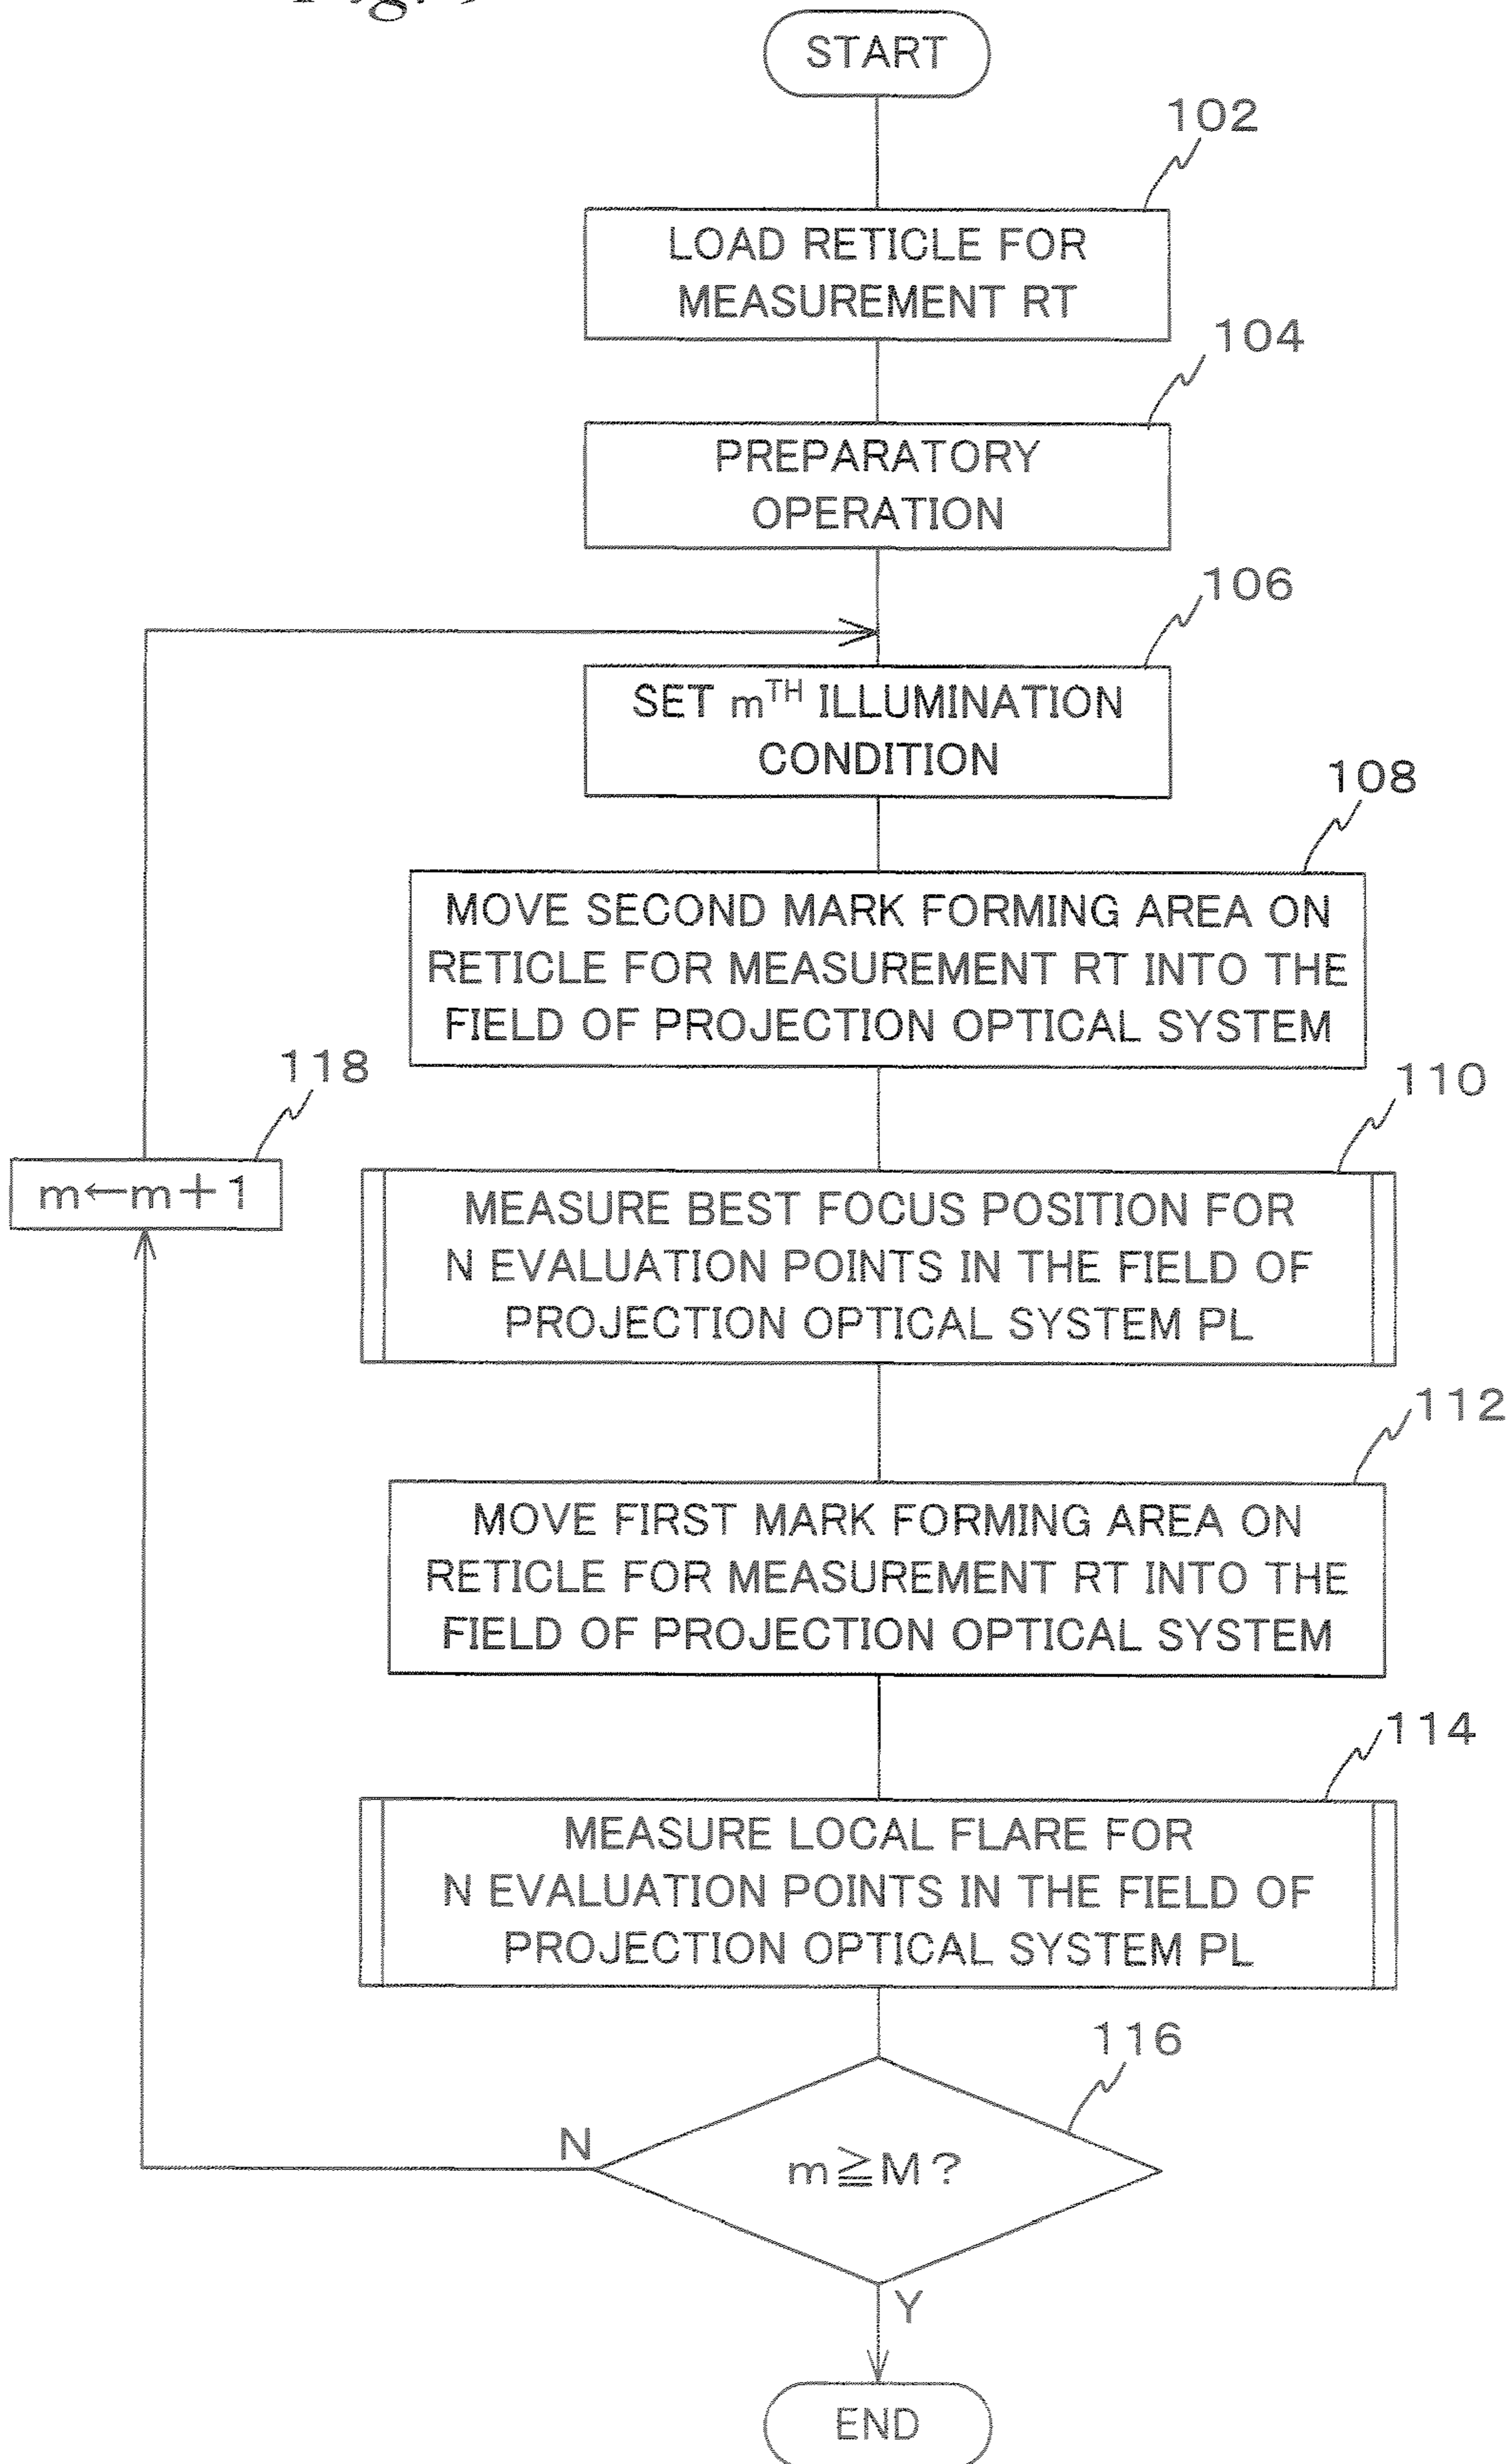 START
102
LOAD RETICLE FOR
MEASUREMENT RT
104
PREPARATORY
OPERATION
106
SET mTH ILLUMINATION
CONDITION
108
MOVE SECOND MARK FORMING AREA ON
RETICLE FOR MEASUREMENT RT INTO THE
FIELD OF PROJECTION OPTICAL SYSTEM
118
m←m+1
110
MEASURE BEST FOCUS POSITION FOR
N EVALUATION POINTS IN THE FIELD OF
PROJECTION OPTICAL SYSTEM PL
112
MOVE FIRST MARK FORMING AREA ON
RETICLE FOR MEASUREMENT RT INTO THE
FIELD OF PROJECTION OPTICAL SYSTEM
114
MEASURE LOCAL FLARE FOR
N EVALUATION POINTS IN THE FIELD OF
PROJECTION OPTICAL SYSTEM PL
116
N
m≧M?
Y
END